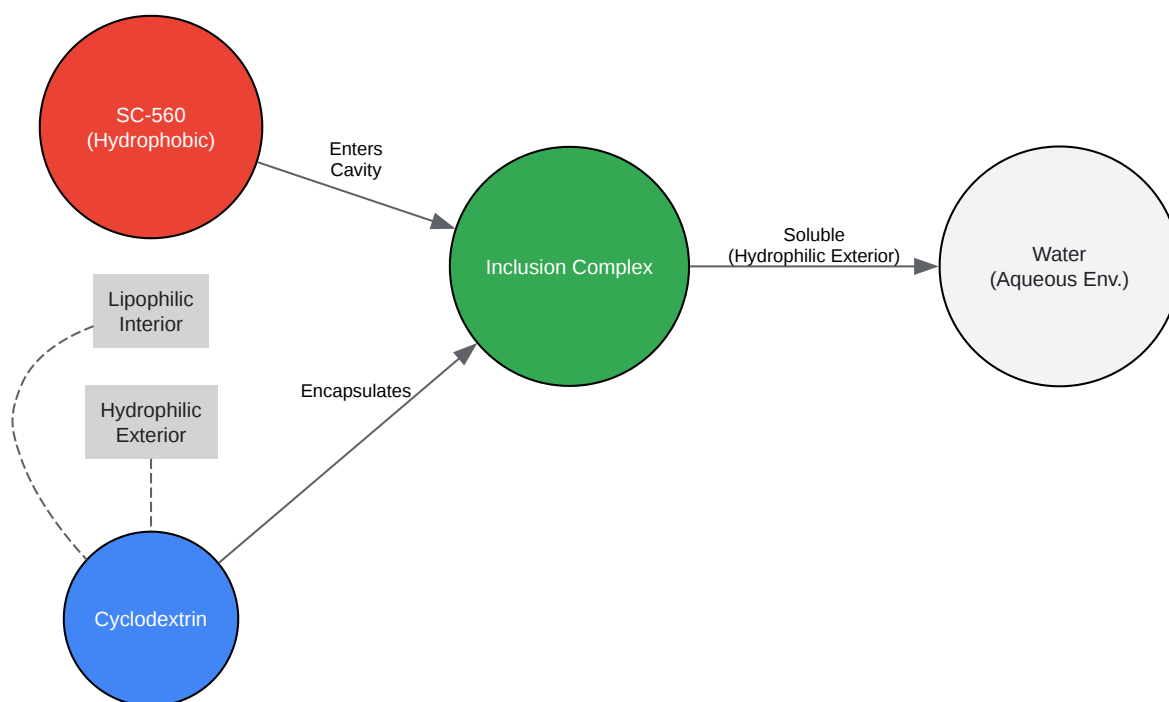 SC-560
(Hydrophobic)
Enters
Cavity
Inclusion Complex
Soluble
(Hydrophilic Exterior)
Water
(Aqueous Env.)
Lipophilic
Interior
Hydrophilic
Exterior
Encapsulates
Cyclodextrin